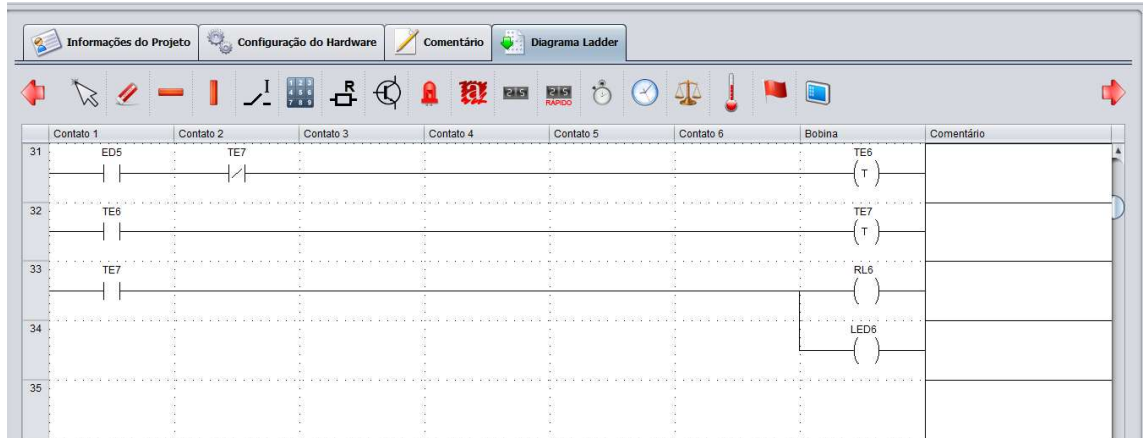 Informações do Projeto Configuração do Hardware Comentário Diagrama Ladder
Contato 1 Contato 2 Contato 3 Contato 4 Contato 5 Contato 6 Bobina Comentário
31 ED5 TE7 TE6
T
32 TE6 TE7
T
33 TE7 RL6
34 LED6
35